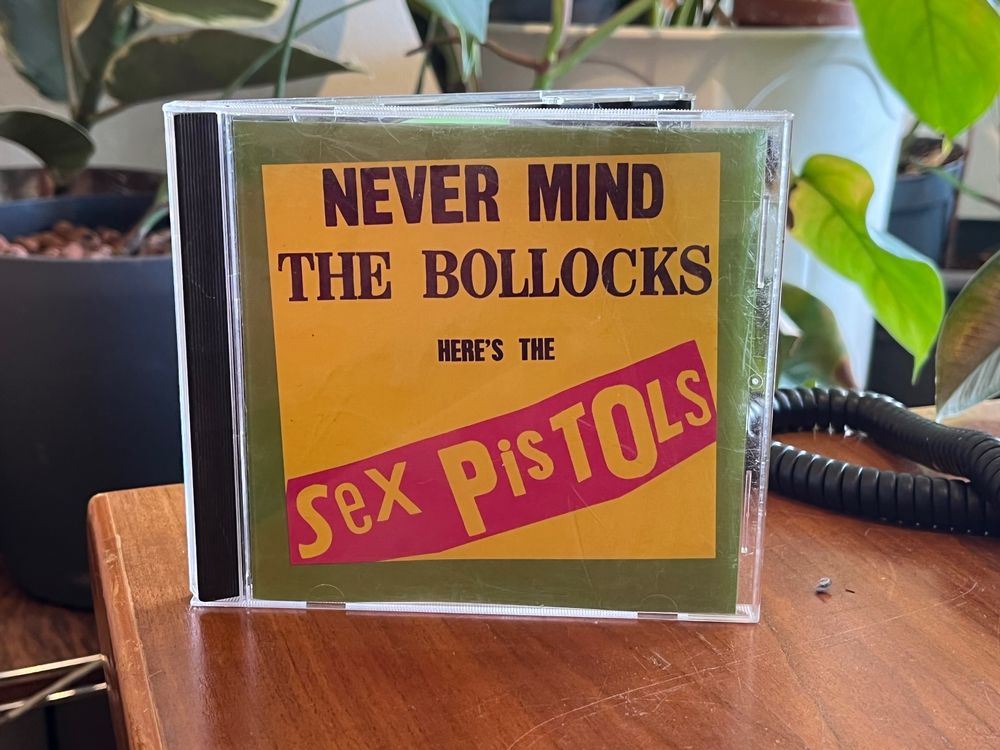 NEVER MIND
THE BOLLOCKS
HERE'S THE
Sex PisTOLS